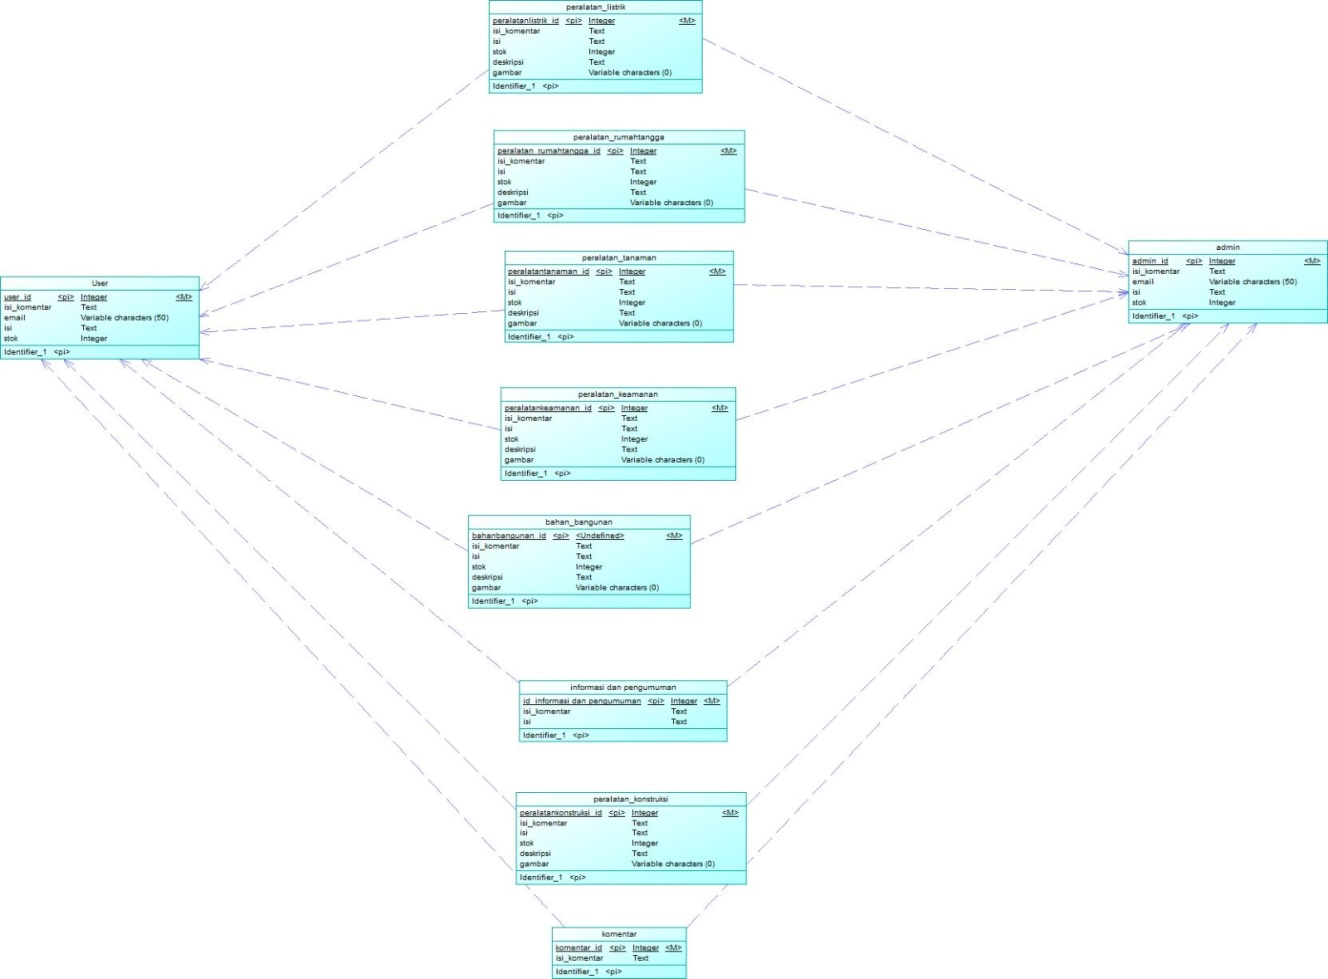 peralatan_listrik
peralatanlistrik_id <pi> Integer <M>
isi_komentar Text
isi Text
stok Integer
deskripsi Text
gambar Variable characters (0)
Identifier_1 <pi>
peralatan_rumahtangga
peralatan_rumahtangga_id <pi> Integer <M>
isi_komentar Text
isi Text
stok Integer
deskripsi Text
gambar Variable characters (0)
Identifier_1 <pi>
peralatan_tanaman
peralatantanaman_id <pi> Integer <M>
isi_komentar Text
isi Text
stok Integer
deskripsi Text
gambar Variable characters (0)
Identifier_1 <pi>
admin
admin_id <pi> Integer <M>
isi_komentar Text
email Variable characters (50)
isi Text
stok Integer
Identifier_1 <pi>
User
user_id <pi> Integer <M>
isi_komentar Text
email Variable characters (50)
isi Text
stok Integer
Identifier_1 <pi>
peralatan_keamanan
peralatankeamanan_id <pi> Integer <M>
isi_komentar Text
isi Text
stok Integer
deskripsi Text
gambar Variable characters (0)
Identifier_1 <pi>
bahan_bangunan
bahanbangunan_id <pi> <Undefined> <M>
isi_komentar Text
isi Text
stok Integer
deskripsi Text
gambar Variable characters (0)
Identifier_1 <pi>
informasi dan pengumuman
id_informasi dan pengumuman <pi> Integer <M>
isi_komentar Text
isi Text
Identifier_1 <pi>
peralatan_konstruksi
peralatankonstruksi_id <pi> Integer <M>
isi_komentar Text
isi Text
stok Integer
deskripsi Text
gambar Variable characters (0)
Identifier_1 <pi>
komentar
komentar_id <pi> Integer <M>
isi_komentar Text
Identifier_1 <pi>